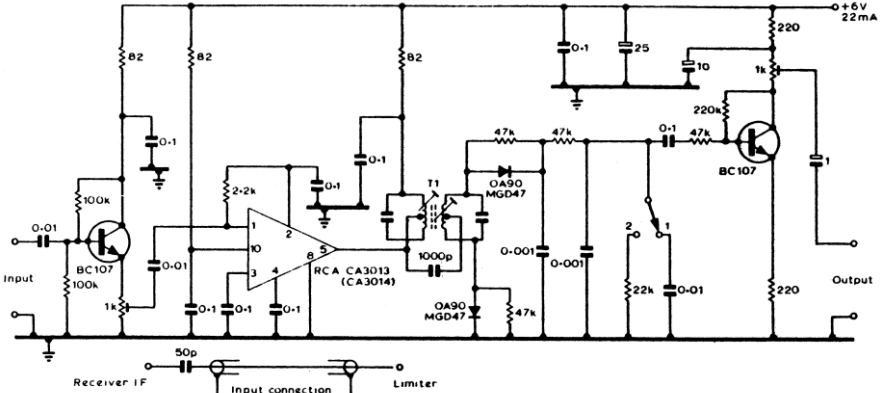 +6V
22mA
82
82
82
0·1
25
10
220
1k
220k
0·1
0·1
0·1
100k
2·2k
47k
47k
0·1
47k
BC107
1
T1
OA90
MGD47
0·01
BC107
1
2
10
5
3
4
8
RCA CA3013
(CA3014)
1000p
0·001
0·001
2
1
Input
100k
1k
0·01
0·1
0·1
0·1
OA90
MGD47
47k
22k
0·01
220
Output
50p
Receiver IF
Input connection
Limiter